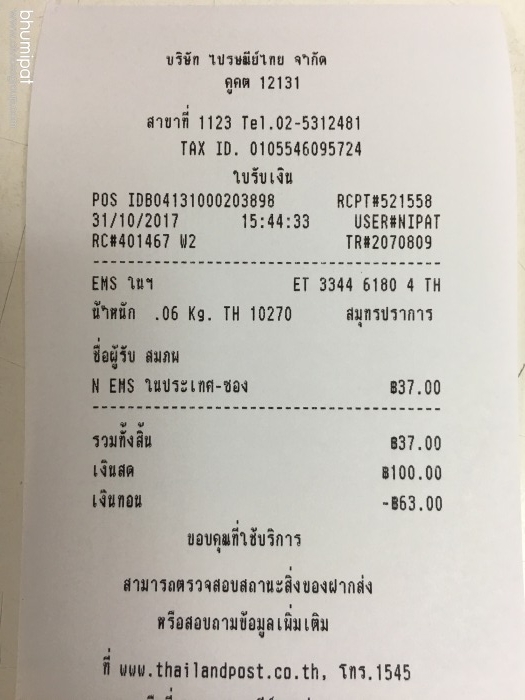 bhumipat
บริษัท ไปรษณีย์ไทย จำกัด
คูคต 12131
สาขาที่ 1123 Tel.02-5312481
TAX ID. 0105546095724
ใบรับเงิน
POS IDB04131000203898 RCPT#521558
31/10/2017 15:44:33 USER#NIPAT
RC#401467 W2 TR#2070809
EMS ในฯ ET 3344 6180 4 TH
น้ำหนัก .06 Kg. TH 10270 สมุทรปราการ
ชื่อผู้รับ สมภพ
N EMS ในประเทศ-ซอง ฿37.00
รวมทั้งสิ้น ฿37.00
เงินสด ฿100.00
เงินทอน -฿63.00
ขอบคุณที่ใช้บริการ
สามารถตรวจสอบสถานะสิ่งของฝากส่ง
หรือสอบถามข้อมูลเพิ่มเติม
ที่ www.thailandpost.co.th, โทร.1545